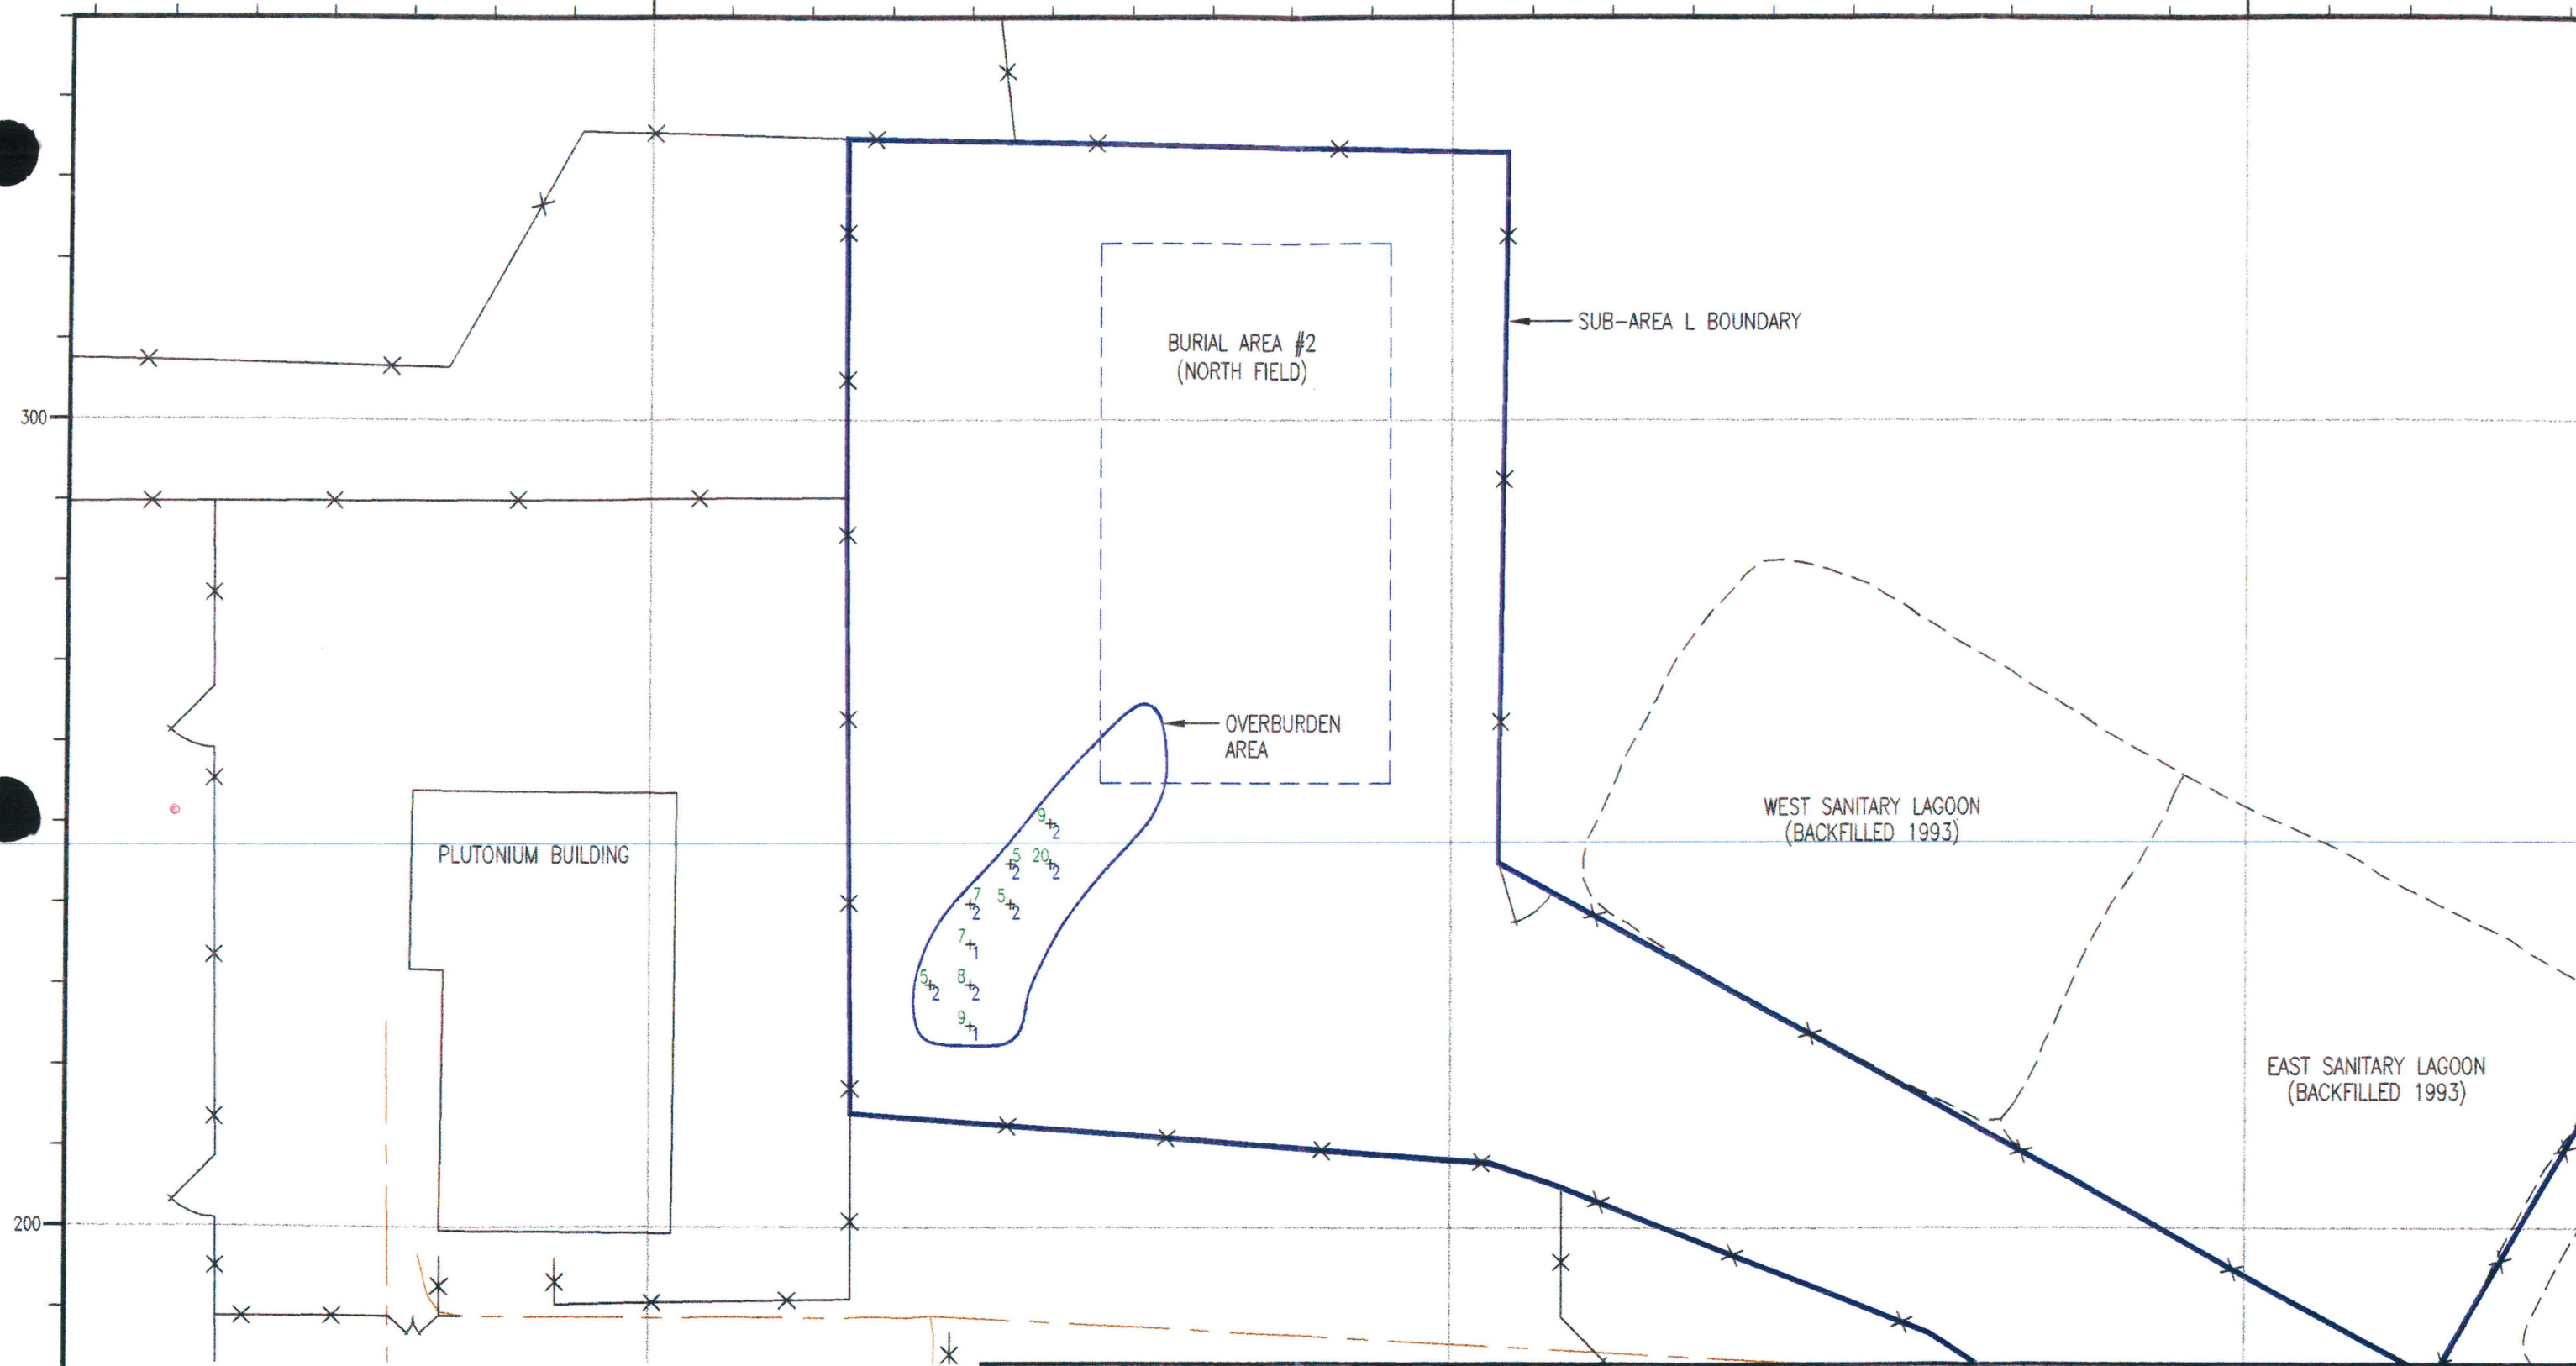 SUB-AREA L BOUNDARY
BURIAL AREA #2
(NORTH FIELD)
300
OVERBURDEN
AREA
WEST SANITARY LAGOON
(BACKFILLED 1993)
PLUTONIUM BUILDING
9
2
5 20
2 2
7 5
2 2
7
1
5 8
2 2
9
1
EAST SANITARY LAGOON
(BACKFILLED 1993)
200